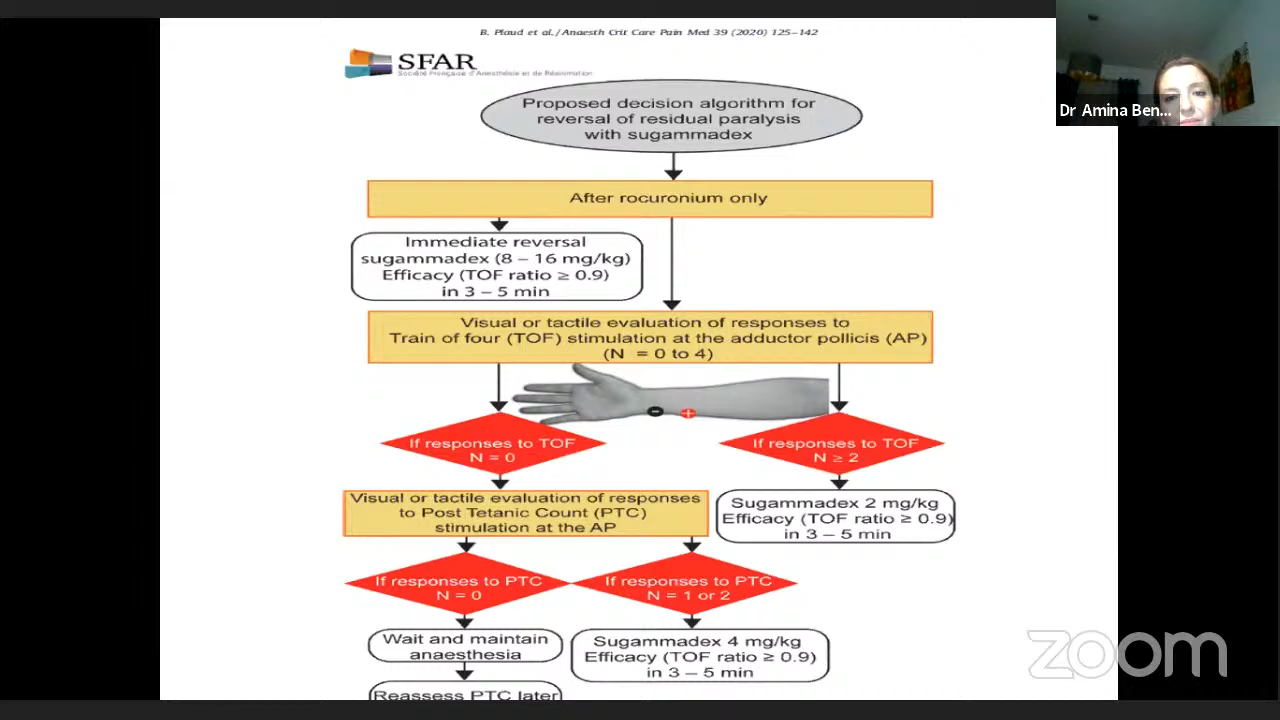 B. Plaud et al./Anaesth Crit Care Pain Med 39 (2020) 125–142
SFAR
Société Française d'Anesthésie et de Réanimation
Dr Amina Ben...
Proposed decision algorithm for
reversal of residual paralysis
with sugammadex
After rocuronium only
Immediate reversal
sugammadex (8 – 16 mg/kg)
Efficacy (TOF ratio ≥ 0.9)
in 3 – 5 min
Visual or tactile evaluation of responses to
Train of four (TOF) stimulation at the adductor pollicis (AP)
(N = 0 to 4)
- +
If responses to TOF
N = 0
If responses to TOF
N ≥ 2
Visual or tactile evaluation of responses
to Post Tetanic Count (PTC)
stimulation at the AP
Sugammadex 2 mg/kg
Efficacy (TOF ratio ≥ 0.9)
in 3 – 5 min
If responses to PTC
N = 0
If responses to PTC
N = 1 or 2
Wait and maintain
anaesthesia
Sugammadex 4 mg/kg
Efficacy (TOF ratio ≥ 0.9)
in 3 – 5 min
Reassess PTC later
zoom